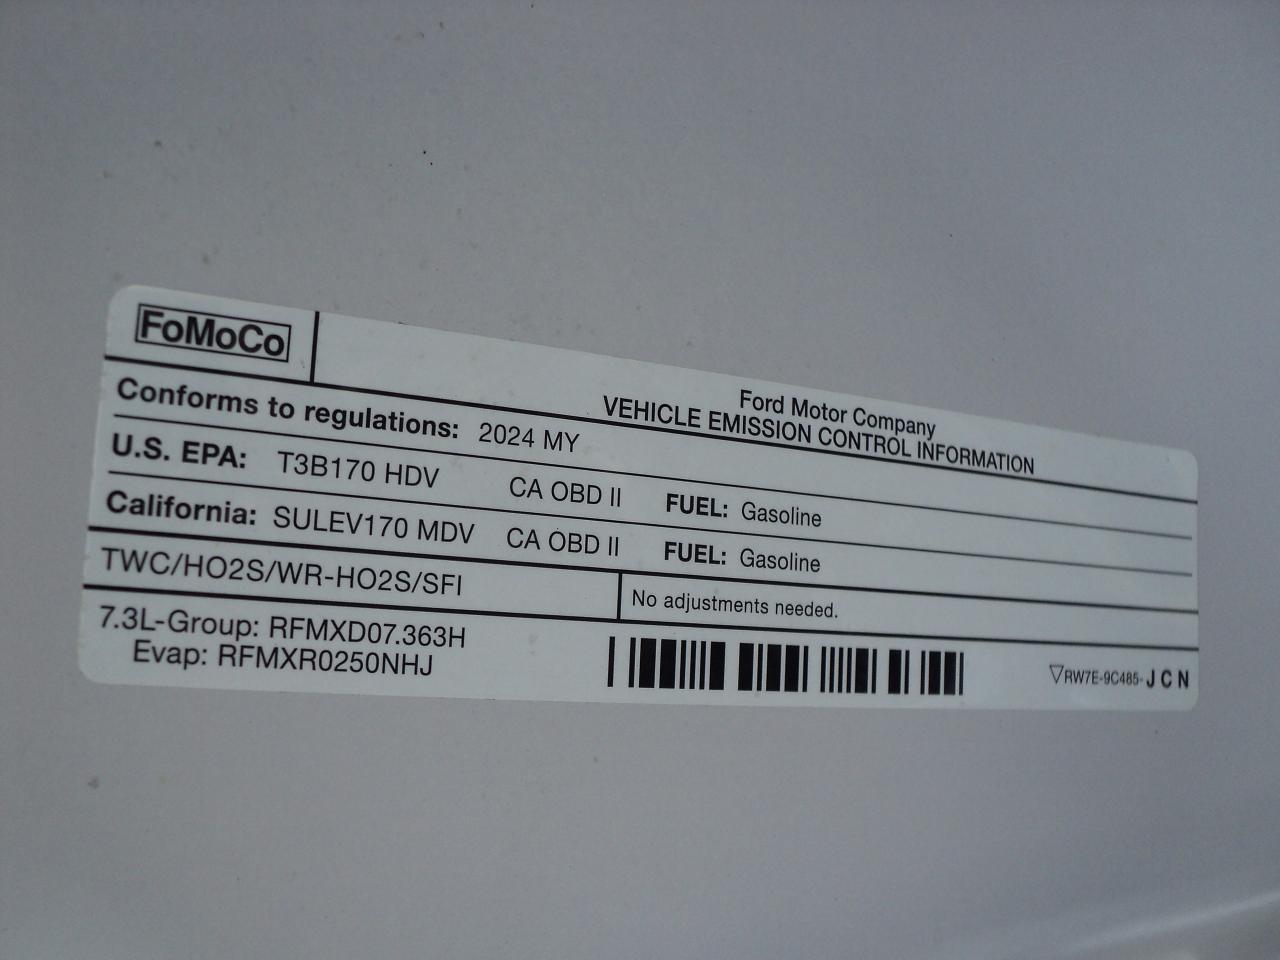 FoMoCo
Ford Motor Company
VEHICLE EMISSION CONTROL INFORMATION
Conforms to regulations: 2024 MY
U.S. EPA: T3B170 HDV CA OBD II FUEL: Gasoline
California: SULEV170 MDV CA OBD II FUEL: Gasoline
TWC/HO2S/WR-HO2S/SFI No adjustments needed.
7.3L-Group: RFMXD07.363H
Evap: RFMXR0250NHJ
▽RW7E-9C485-JCN